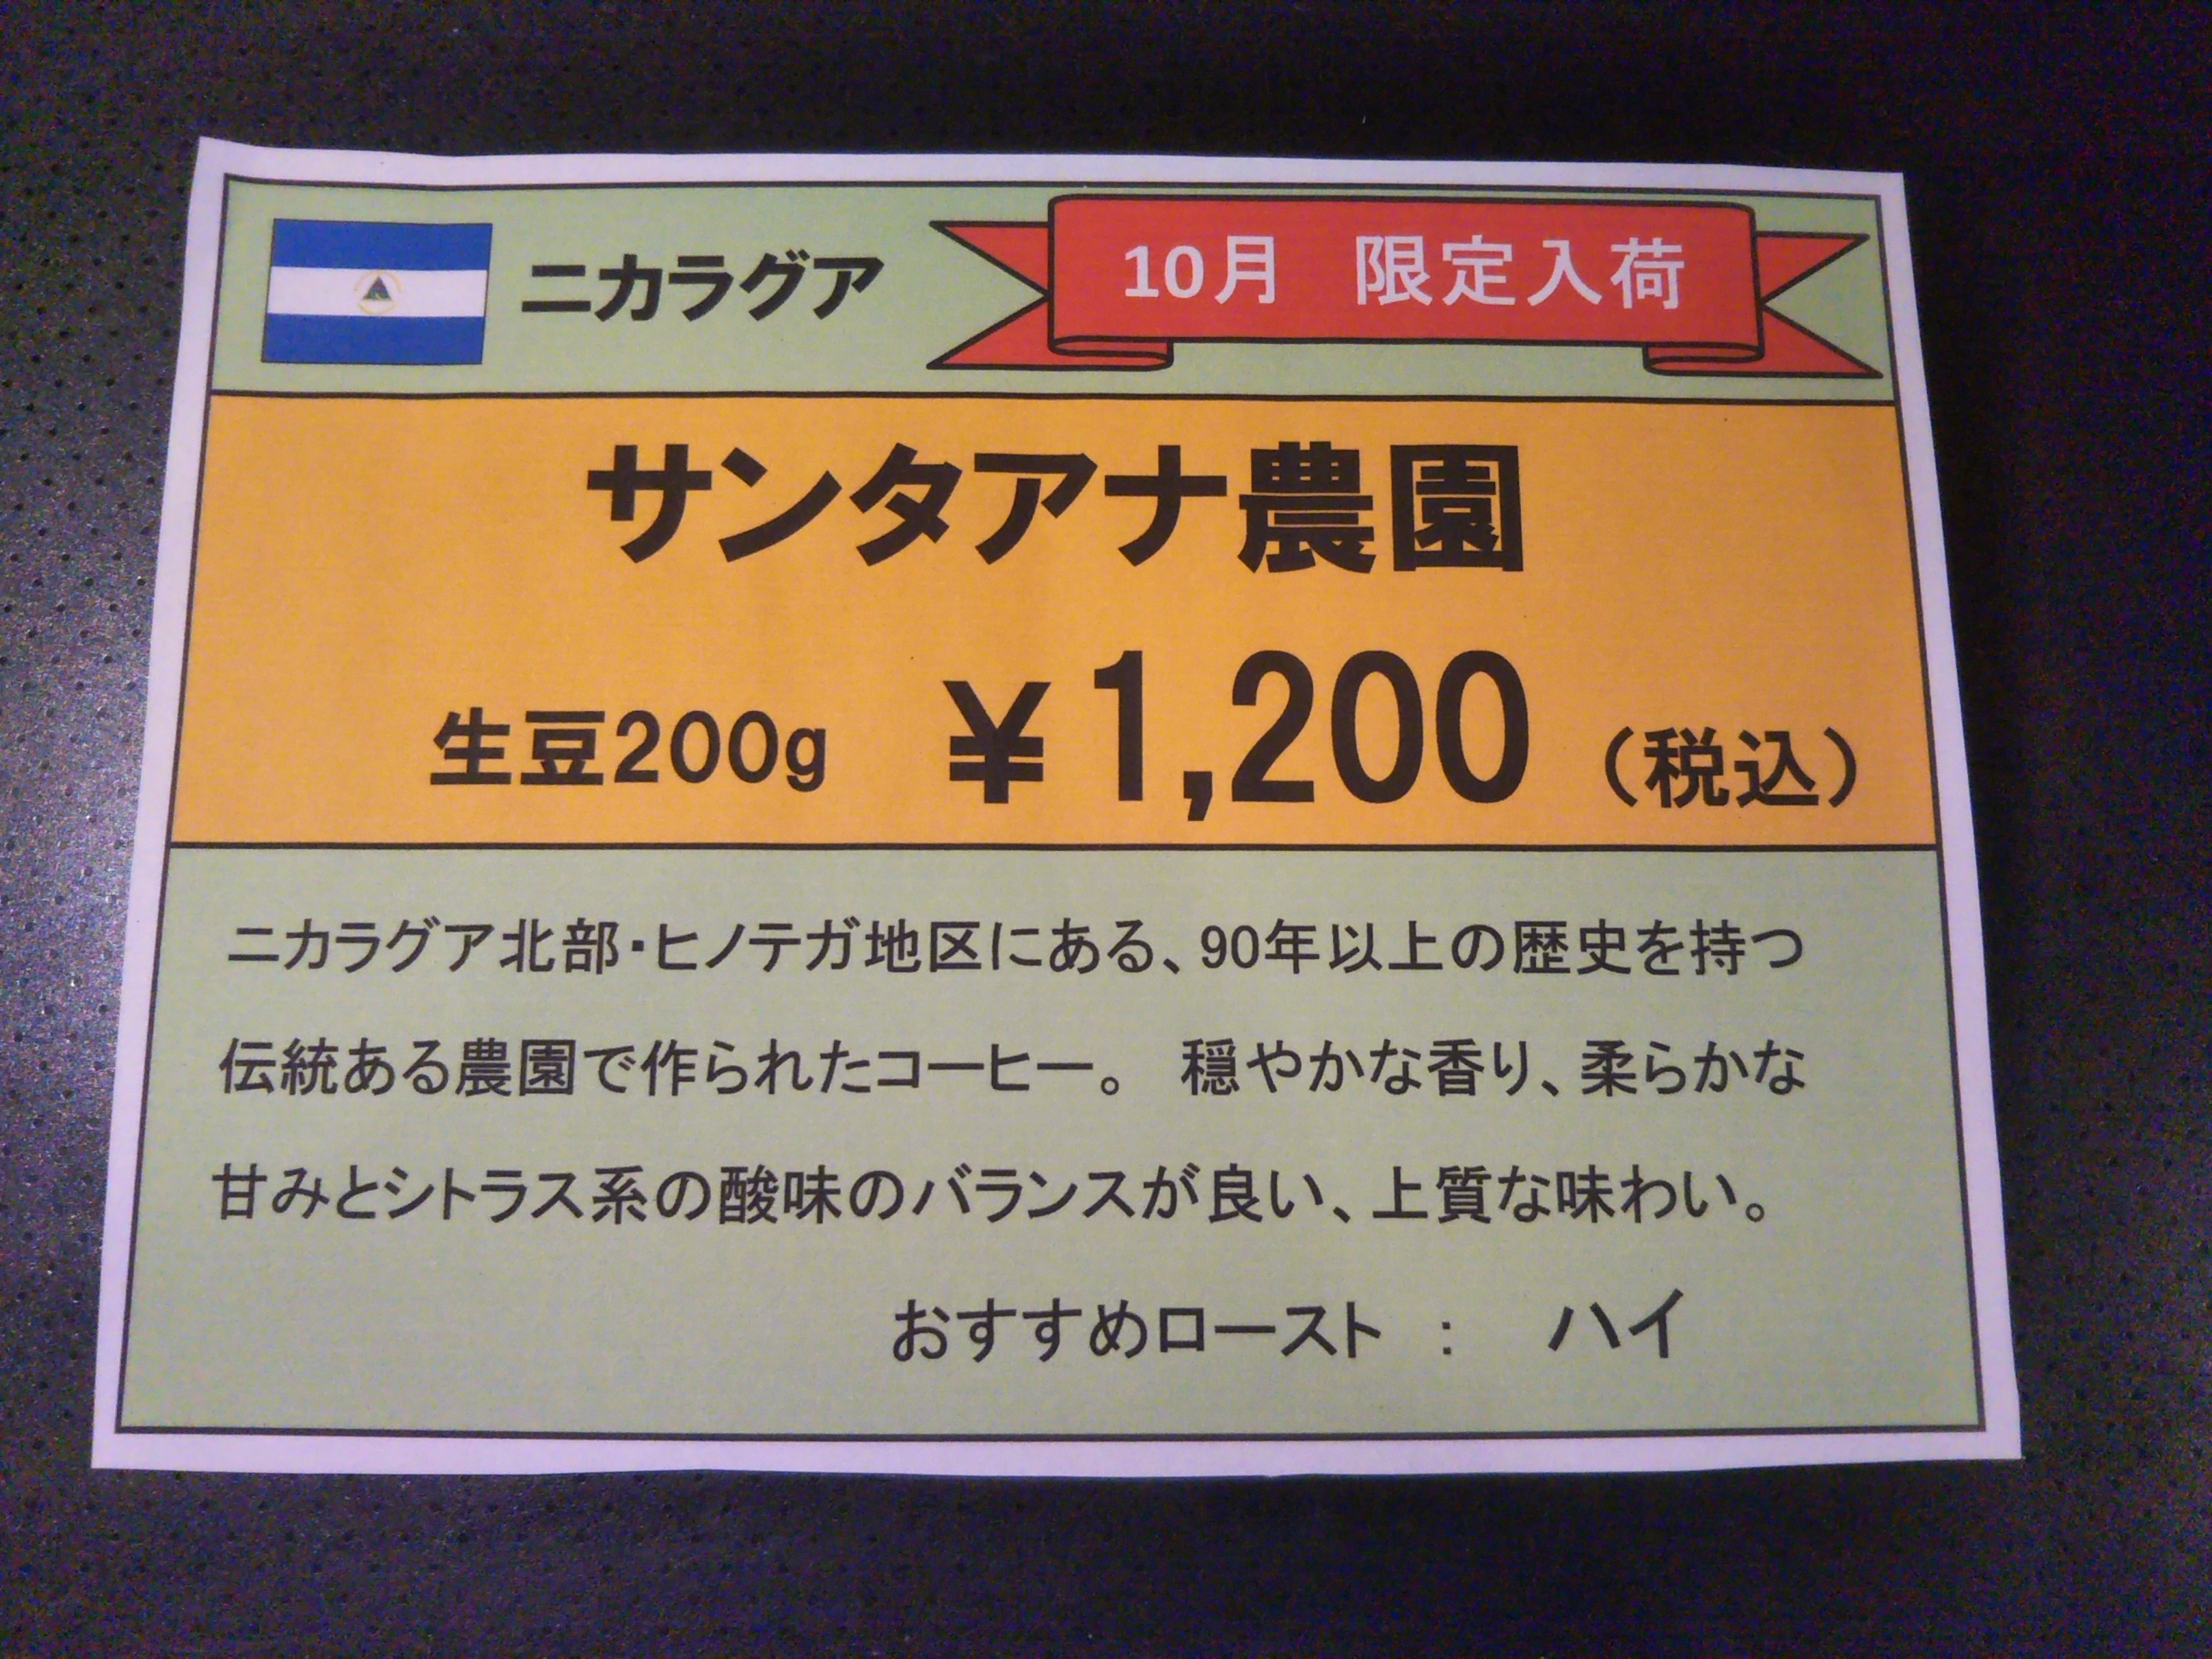 ニカラグア
10月　限定入荷
サンタアナ農園
生豆200g　¥1,200（税込）
ニカラグア北部・ヒノテガ地区にある、90年以上の歴史を持つ
伝統ある農園で作られたコーヒー。　穏やかな香り、柔らかな
甘みとシトラス系の酸味のバランスが良い、上質な味わい。
おすすめロースト　：　ハイ